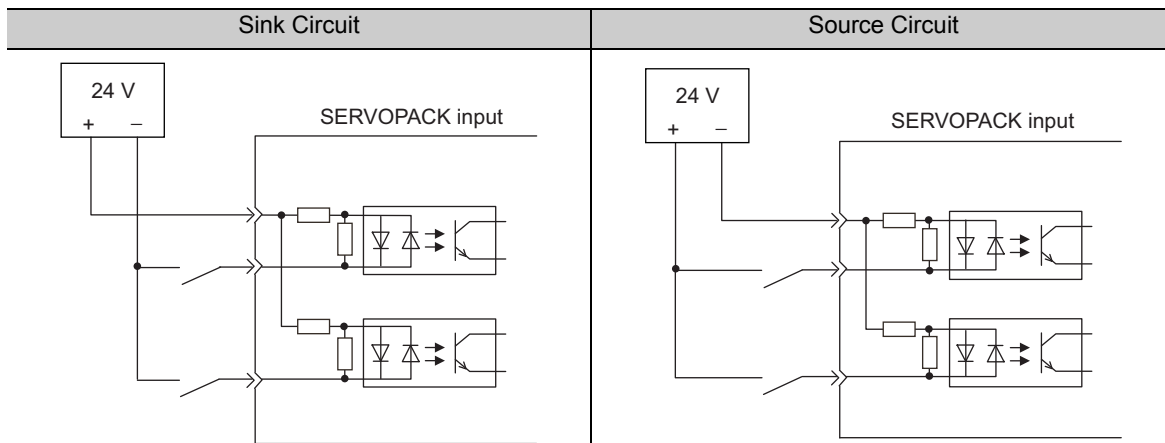 Sink Circuit
Source Circuit
24 V
+ −
SERVOPACK input
24 V
+ −
SERVOPACK input